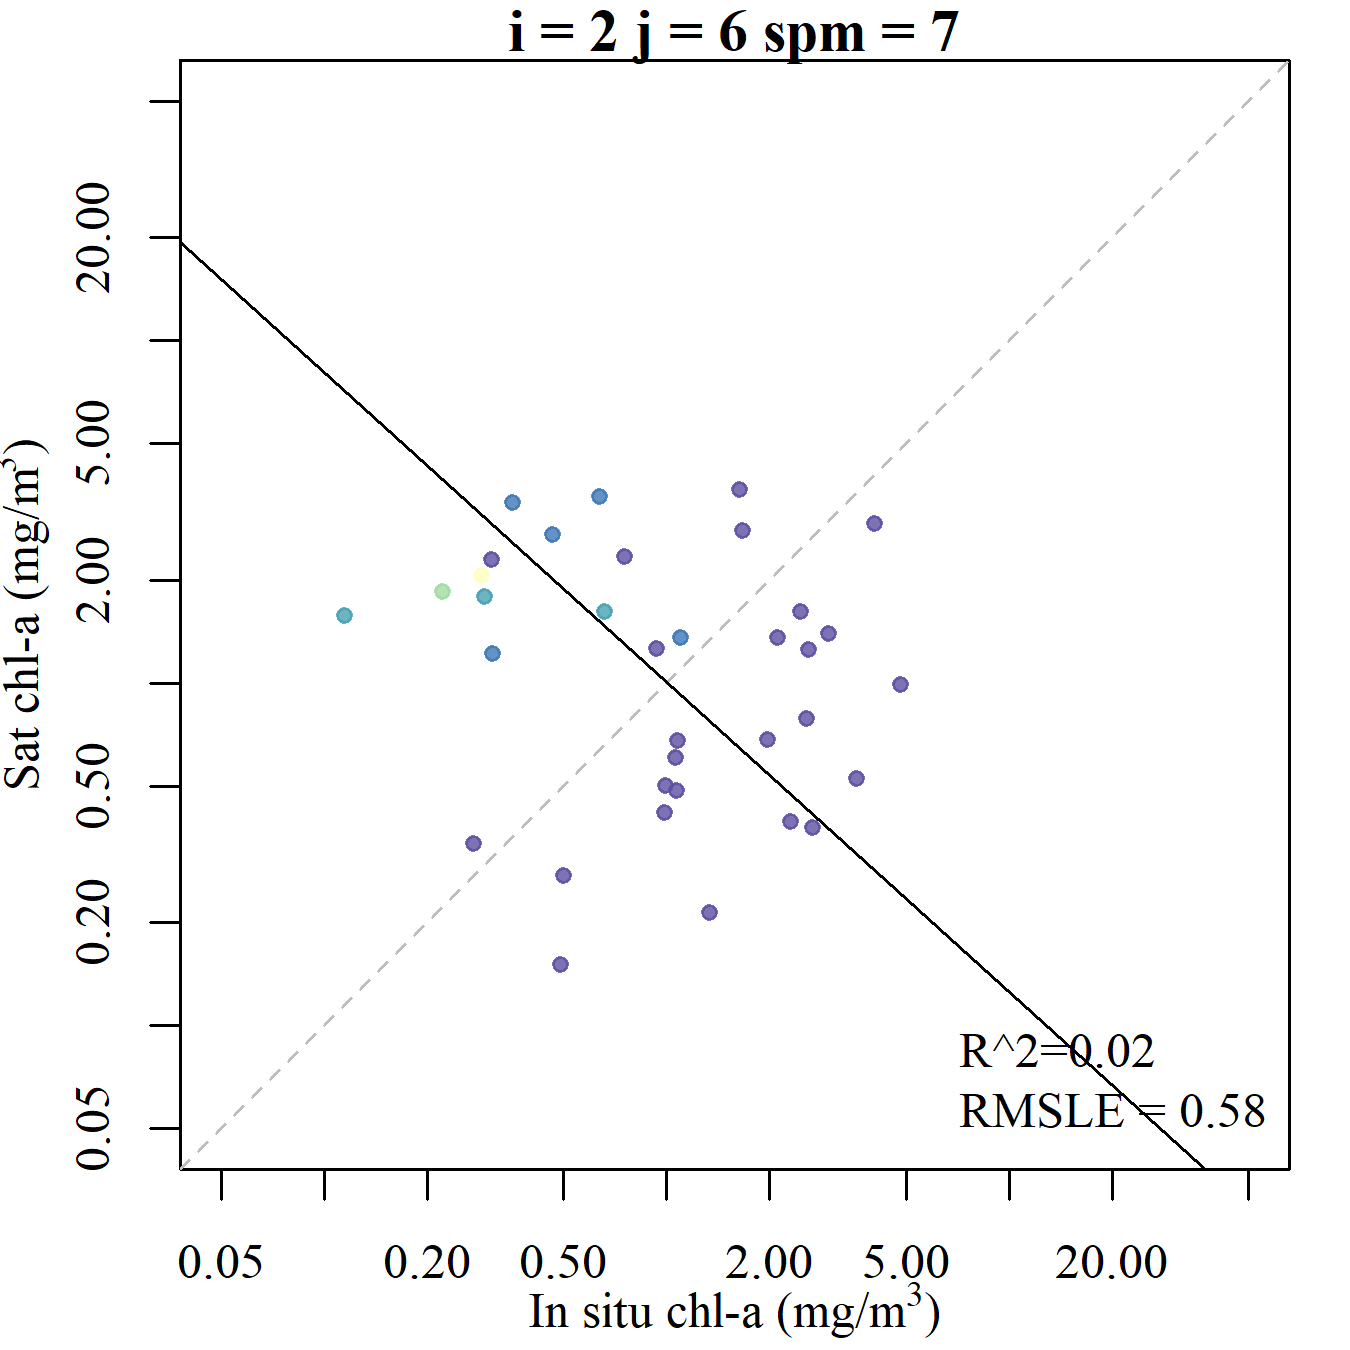 i = 2 j = 6 spm = 7
20.00
5.00
2.00
0.50
0.20
0.05
Sat chl-a (mg/m³)
R^2=0.02
RMSLE = 0.58
0.05 0.20 0.50 2.00 5.00 20.00
In situ chl-a (mg/m³)